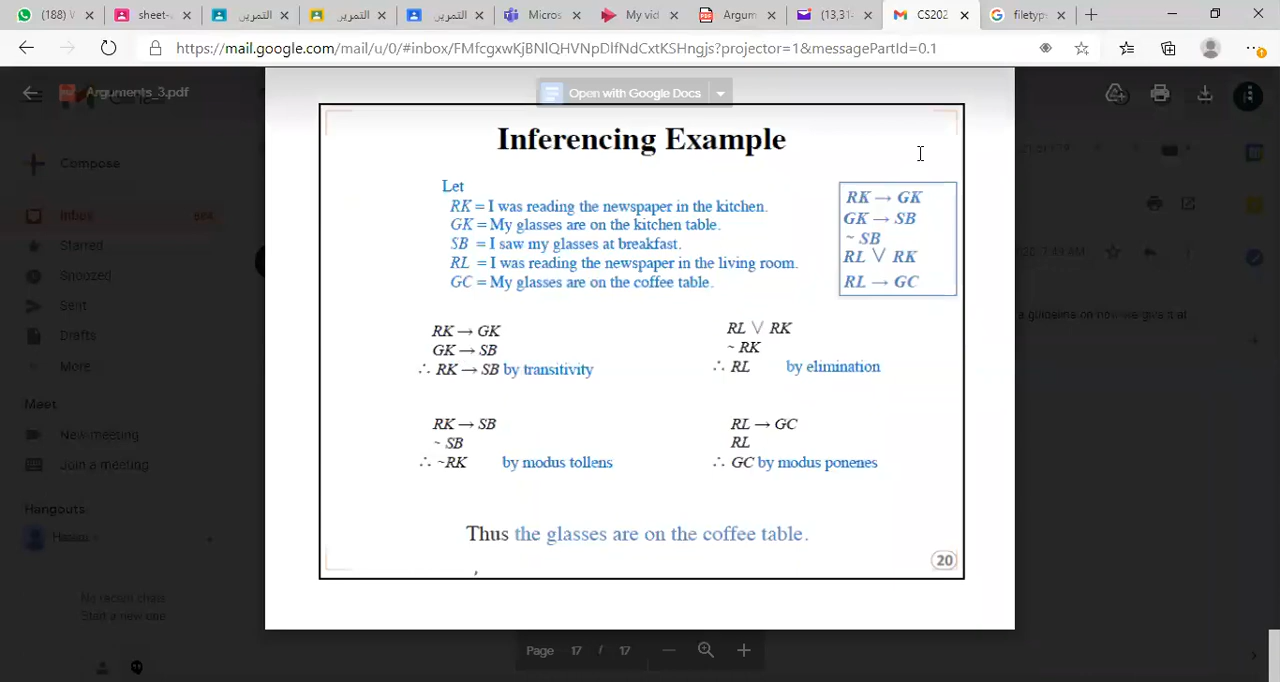 (188) W
sheet-
التمرين
التمرين
التمرين
Micros
My vid
Argum
(13,31-
CS202
filetyp
https://mail.google.com/mail/u/0/#inbox/FMfcgxwKjBNlQHVNpDlfNdCxtKSHngjs?projector=1&messagePartId=0.1
Arguments_3.pdf
Open with Google Docs
Compose
Inbox
Starred
Snoozed
Sent
Drafts
More
Meet
New meeting
Join a meeting
Hangouts
No recent chats
Start a new one
Inferencing Example
Let
RK = I was reading the newspaper in the kitchen.
GK = My glasses are on the kitchen table.
SB = I saw my glasses at breakfast.
RL = I was reading the newspaper in the living room.
GC = My glasses are on the coffee table.
RK → GK
GK → SB
~ SB
RL ∨ RK
RL → GC
RK → GK
GK → SB
∴ RK → SB by transitivity
RL ∨ RK
~ RK
∴ RL by elimination
RK → SB
~ SB
∴ ~RK by modus tollens
RL → GC
RL
∴ GC by modus ponenes
Thus the glasses are on the coffee table.
20
Page 17 / 17